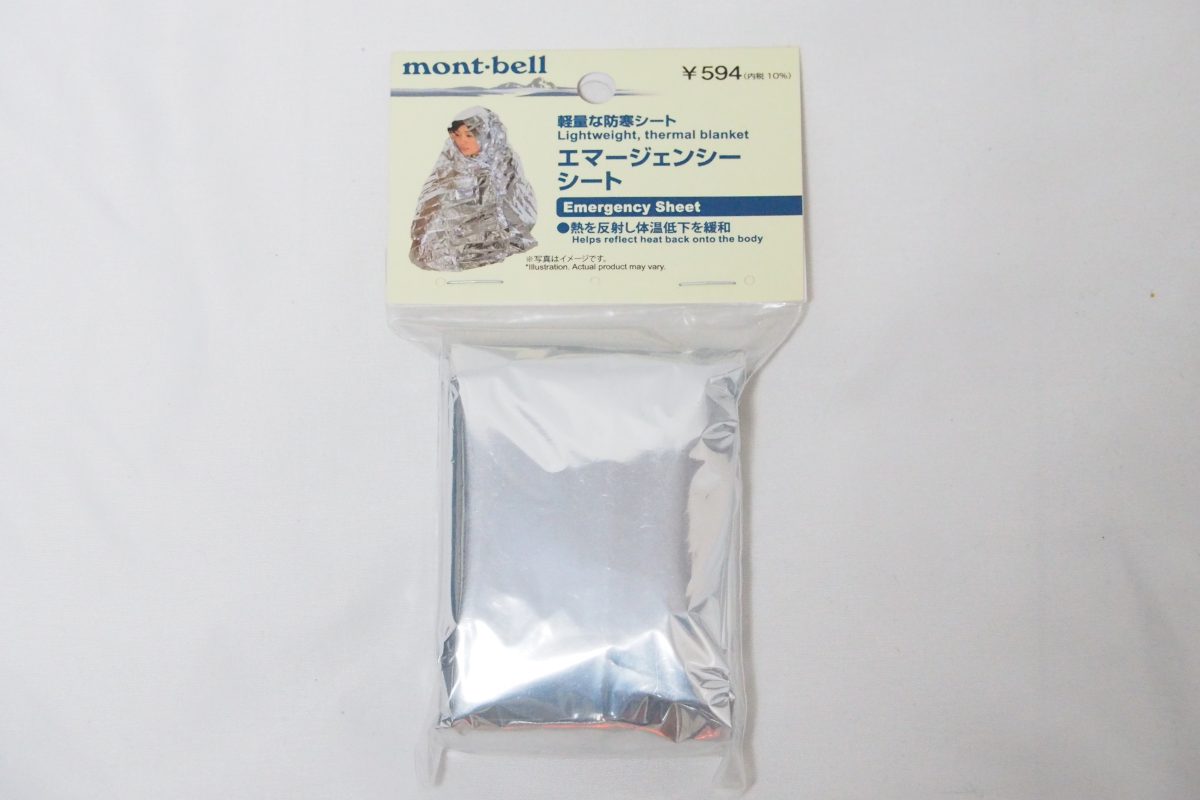 mont·bell
￥594(内税10%)
軽量な防寒シート
Lightweight, thermal blanket
エマージェンシー
シート
Emergency Sheet
●熱を反射し体温低下を緩和
Helps reflect heat back onto the body
※写真はイメージです。
*Illustration. Actual product may vary.